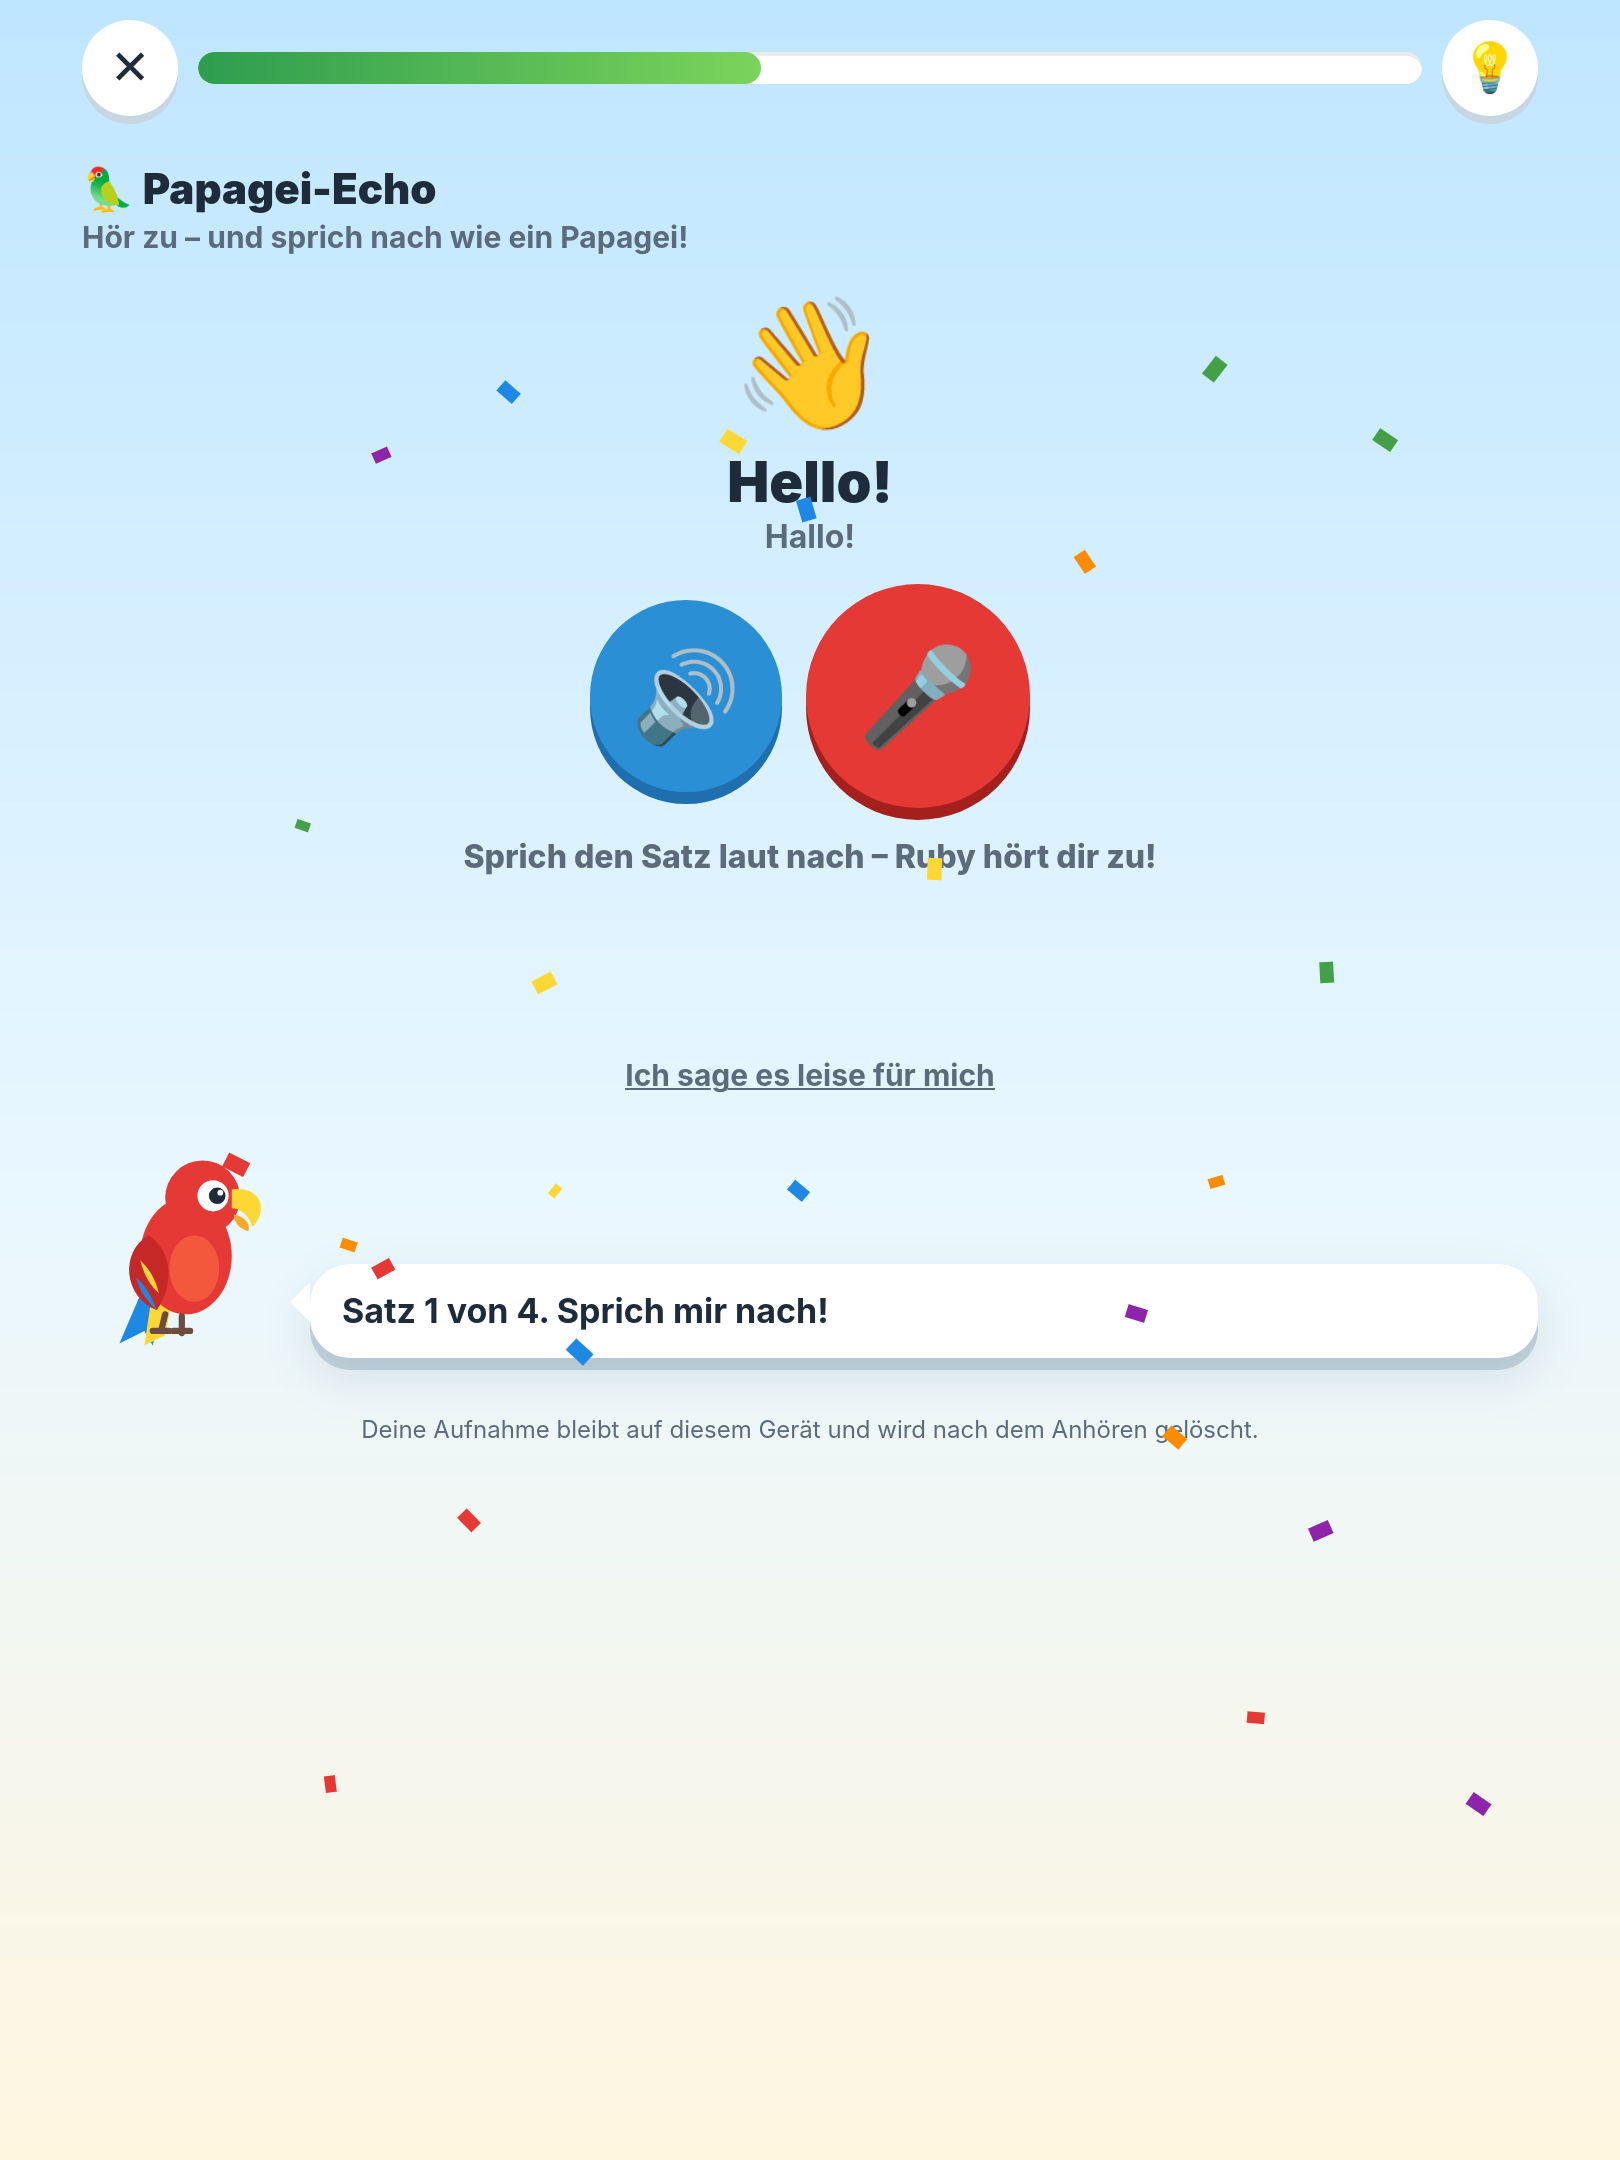 Papagei-Echo
Hör zu – und sprich nach wie ein Papagei!
Hello!
Hallo!
Sprich den Satz laut nach – Ruby hört dir zu!
Ich sage es leise für mich
Satz 1 von 4. Sprich mir nach!
Deine Aufnahme bleibt auf diesem Gerät und wird nach dem Anhören gelöscht.